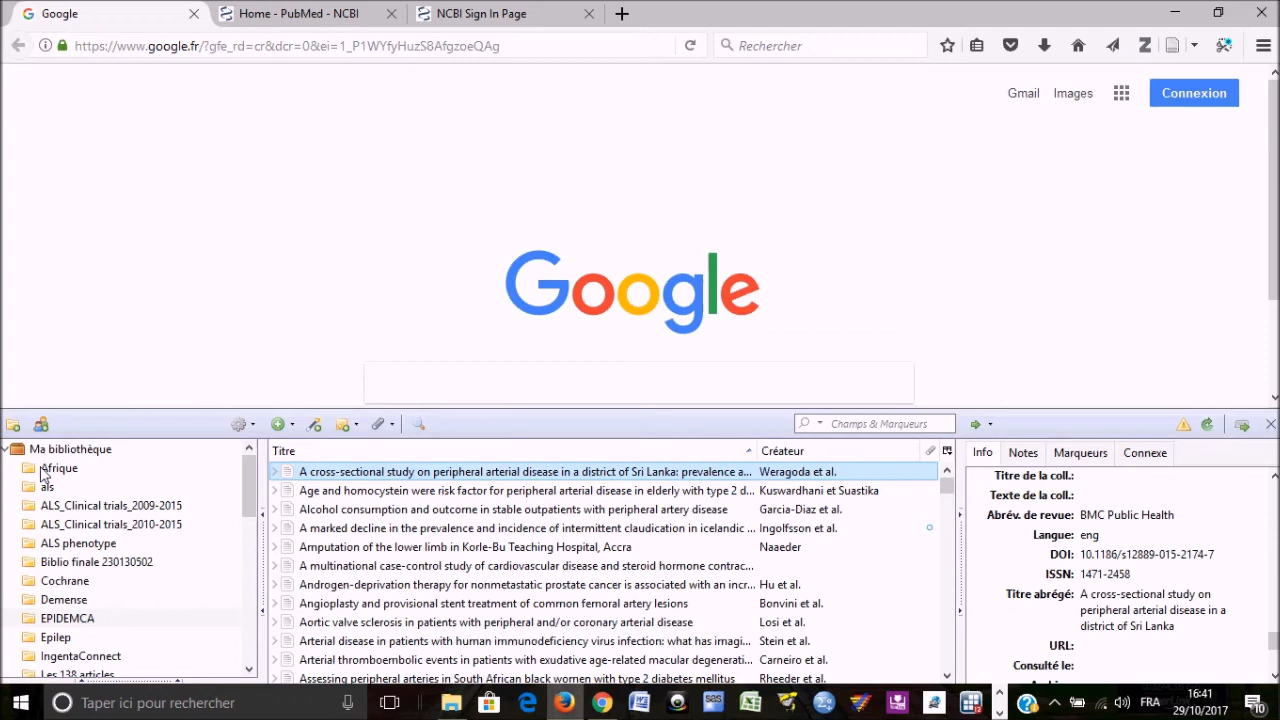 Google
Home - PubMed - NCBI
NCBI Sign In Page
https://www.google.fr/?gfe_rd=cr&dcr=0&ei=1_P1WYfyHuzS8AfgzoeQAg
Rechercher
Gmail Images Connexion
Google
Champs & Marqueurs
Ma bibliothèque
Afrique
als
ALS_Clinical trials_2009-2015
ALS_Clinical trials_2010-2015
ALS phenotype
Biblio finale 230130502
Cochrane
Demense
EPIDEMCA
Epilep
IngentaConnect
Les 138 articles
Titre Créateur
A cross-sectional study on peripheral arterial disease in a district of Sri Lanka: prevalence a... Weragoda et al.
Age and homocystein were risk factor for peripheral arterial disease in elderly with type 2 d... Kuswardhani et Suastika
Alcohol consumption and outcome in stable outpatients with peripheral artery disease Garcia-Diaz et al.
A marked decline in the prevalence and incidence of intermittent claudication in icelandic ... Ingolfsson et al.
Amputation of the lower limb in Korle-Bu Teaching Hospital, Accra Naaeder
A multinational case-control study of cardiovascular disease and steroid hormone contrac...
Androgen-deprivation therapy for nonmetastatic prostate cancer is associated with an incr... Hu et al.
Angioplasty and provisional stent treatment of common femoral artery lesions Bonvini et al.
Aortic valve sclerosis in patients with peripheral and/or coronary arterial disease Losi et al.
Arterial disease in patients with human immunodeficiency virus infection: what has imagi... Stein et al.
Arterial thromboembolic events in patients with exudative age-related macular degenerati... Carneiro et al.
Assessing peripheral arteries in South African black women with type 2 diabetes mellitus Rheeder et al.
Info Notes Marqueurs Connexe
Titre de la coll.:
Texte de la coll.:
Abrév. de revue: BMC Public Health
Langue: eng
DOI: 10.1186/s12889-015-2174-7
ISSN: 1471-2458
Titre abrégé: A cross-sectional study on
peripheral arterial disease in a
district of Sri Lanka
URL:
Consulté le:
Taper ici pour rechercher
FRA
16:41
29/10/2017